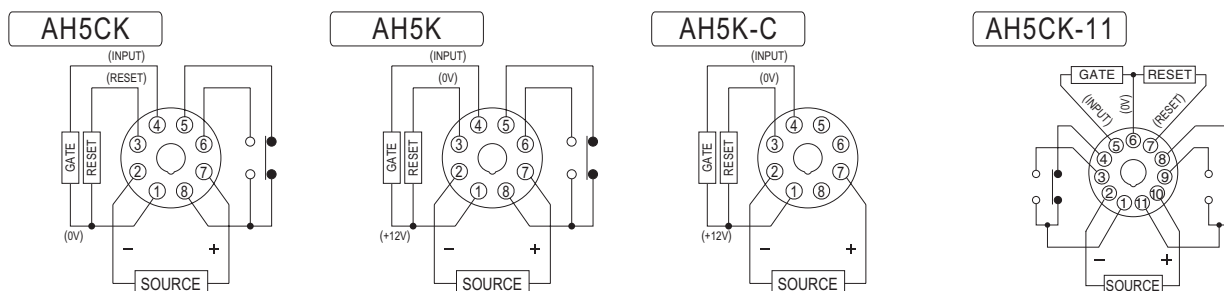 AH5CK
AH5K
AH5K-C
AH5CK-11
(INPUT)
(RESET)
GATE
RESET
4
5
3
6
2
7
1
8
(0V)
−
+
SOURCE
(INPUT)
(0V)
GATE
RESET
4
5
3
6
2
7
1
8
(+12V)
−
+
SOURCE
(INPUT)
(0V)
GATE
RESET
4
5
3
6
2
7
1
8
(+12V)
−
+
SOURCE
GATE
RESET
(INPUT)
(0V)
(RESET)
6
5
7
4
8
3
9
2
10
1
11
−
+
SOURCE